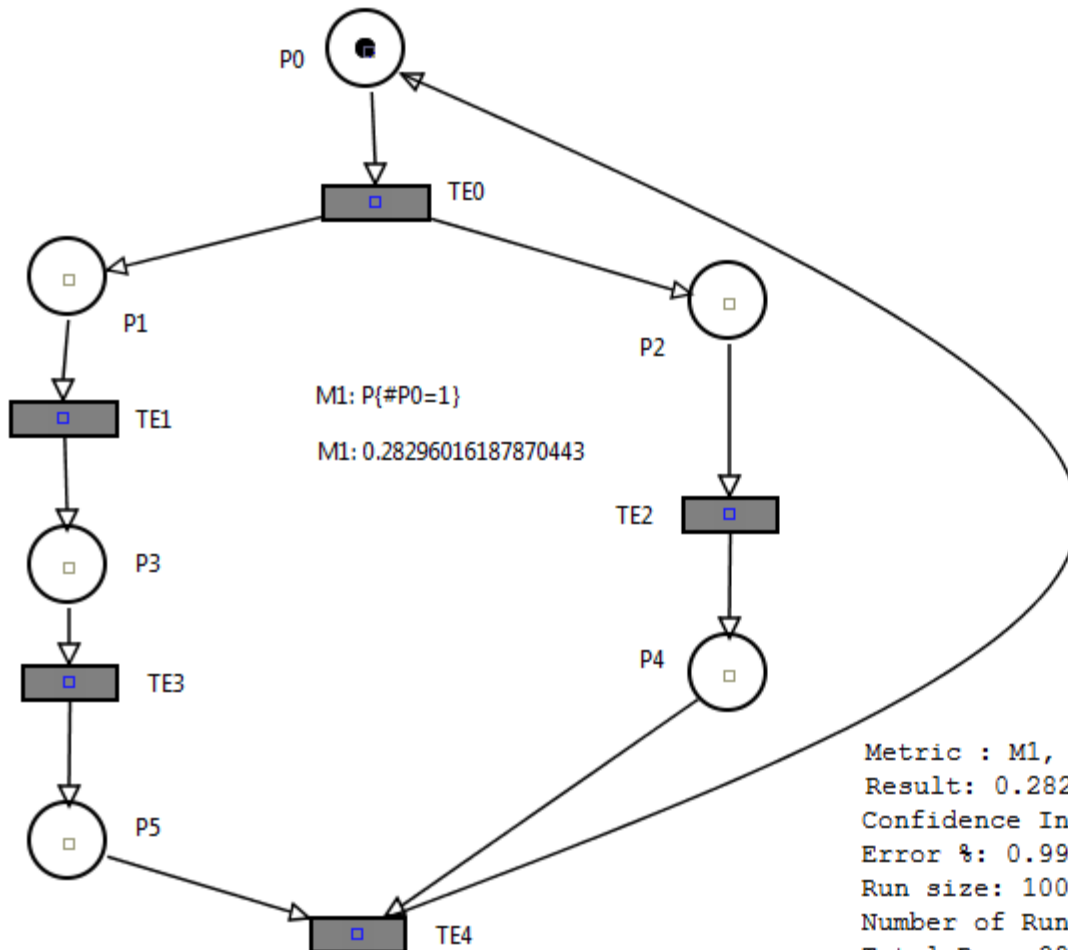 P0
TE0
P1
P2
M1: P{#P0=1}
TE1
M1: 0.28296016187870443
TE2
P3
P4
TE3
Metric : M1,
Result: 0.282
P5
Confidence In
Error %: 0.99
Run size: 100
Number of Run
TE4